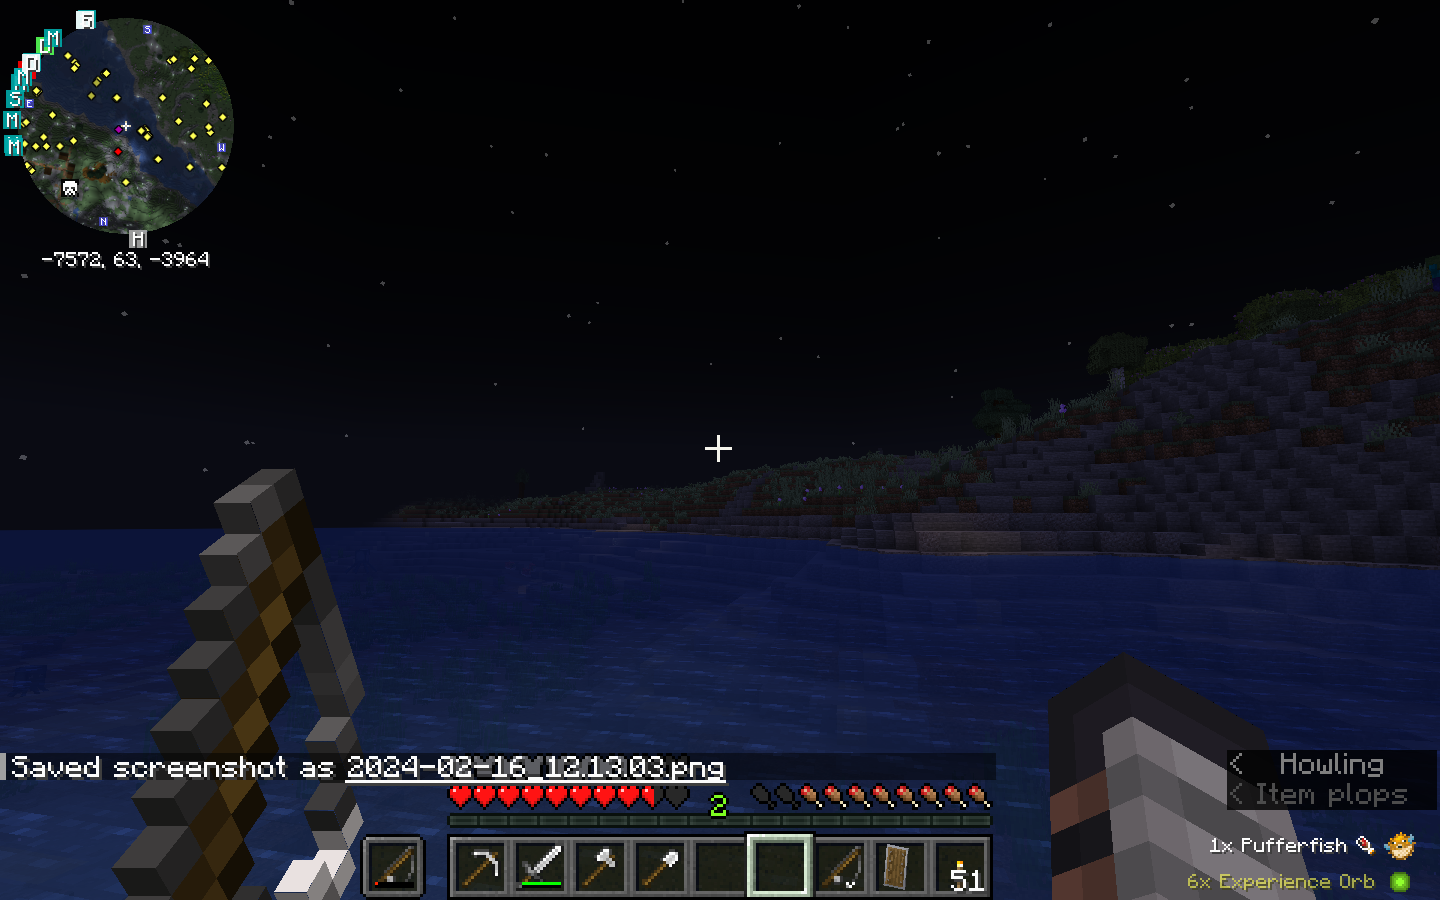 F
S
M
L
D
M
S
E
M
W
M
N
H
-7572, 63, -3964
Saved screenshot as 2024-02-16_12.13.03.png
< Howling
< Item plops
2
1x Pufferfish
51
6x Experience Orb